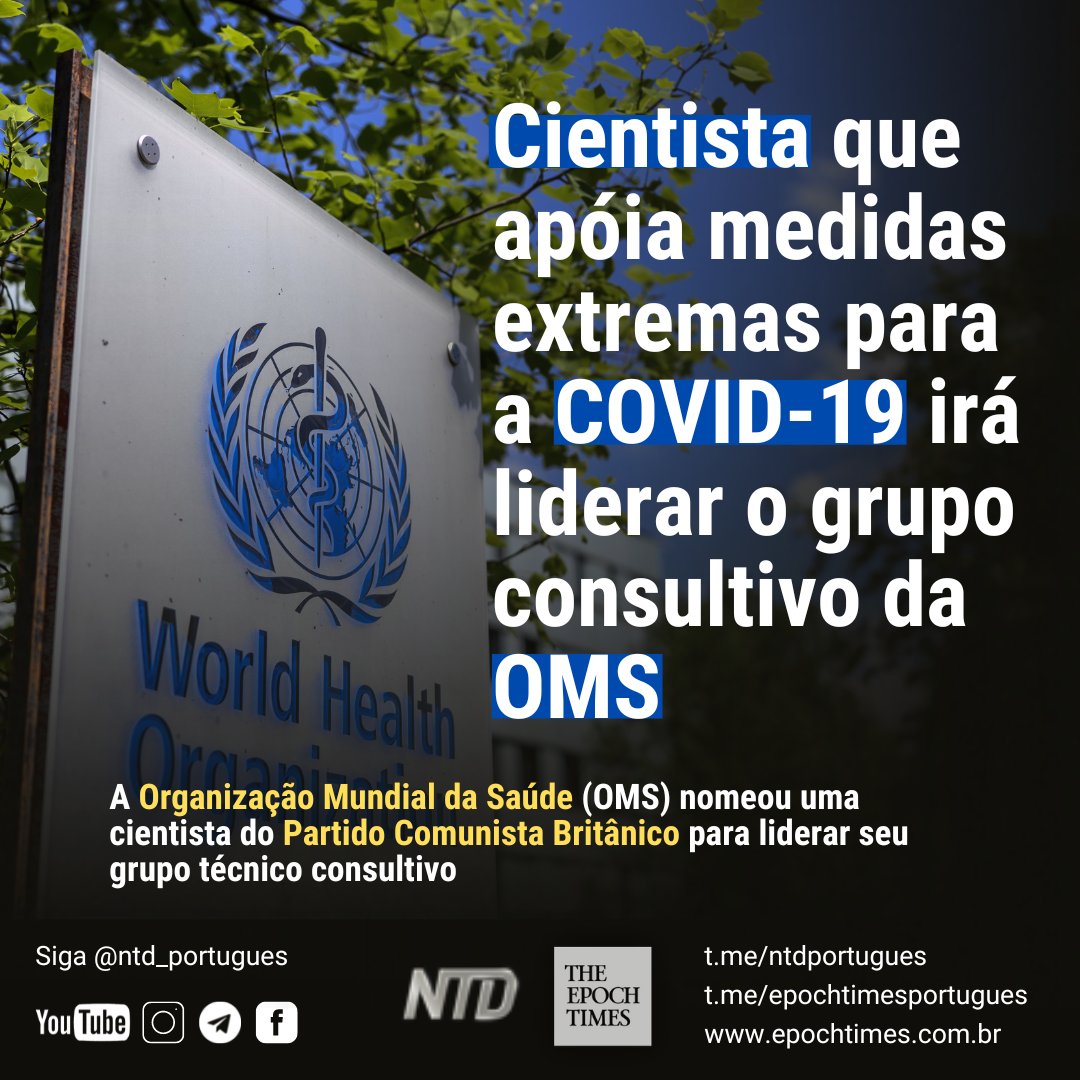 Cientista que
apóia medidas
extremas para
a COVID-19 irá
liderar o grupo
consultivo da
OMS
World Health
Organization
A Organização Mundial da Saúde (OMS) nomeou uma
cientista do Partido Comunista Britânico para liderar seu
grupo técnico consultivo
Siga @ntd_portugues
YouTube
NTD
THE
EPOCH
TIMES
t.me/ntdportugues
t.me/epochtimesportugues
www.epochtimes.com.br